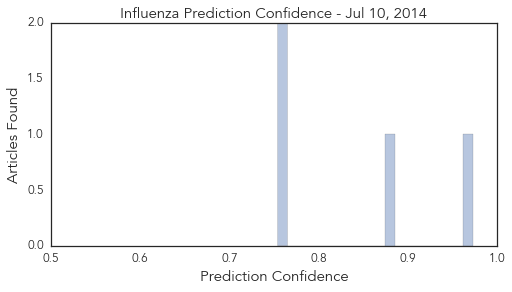 Influenza Prediction Confidence - Jul 10, 2014
2.0
1.5
1.0
0.5
0.0
Articles Found
0.5 0.6 0.7 0.8 0.9 1.0
Prediction Confidence